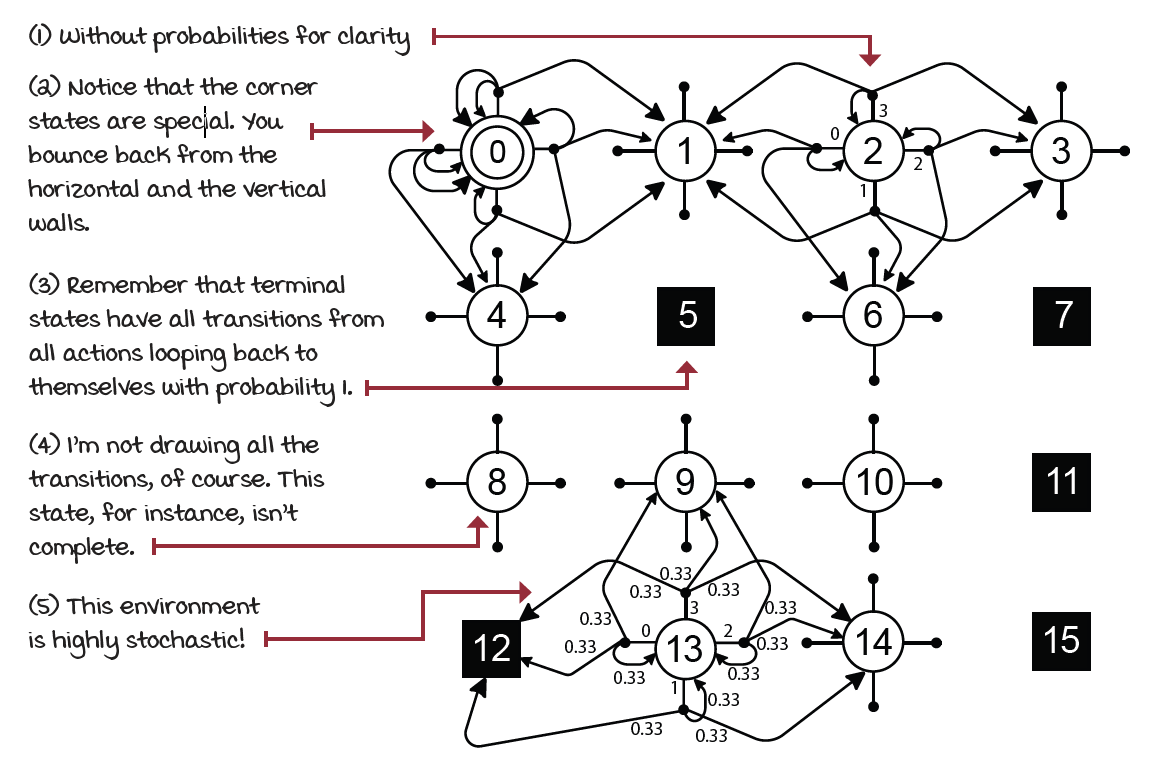 (1) Without probabilities for clarity
(2) Notice that the corner
states are special. You
bounce back from the
horizontal and the vertical
walls.
(3) Remember that terminal
states have all transitions from
all actions looping back to
themselves with probability 1.
(4) I'm not drawing all the
transitions, of course. This
state, for instance, isn't
complete.
(5) This environment
is highly stochastic!
3
0 1 0 2 2 3
1
4 5 6 7
8 9 10 11
0.33
0.33 0.33
3
0.33 0.33
12 0.33 0 13 2 0.33 14 15
0.33 0.33
1 0.33
0.33 0.33